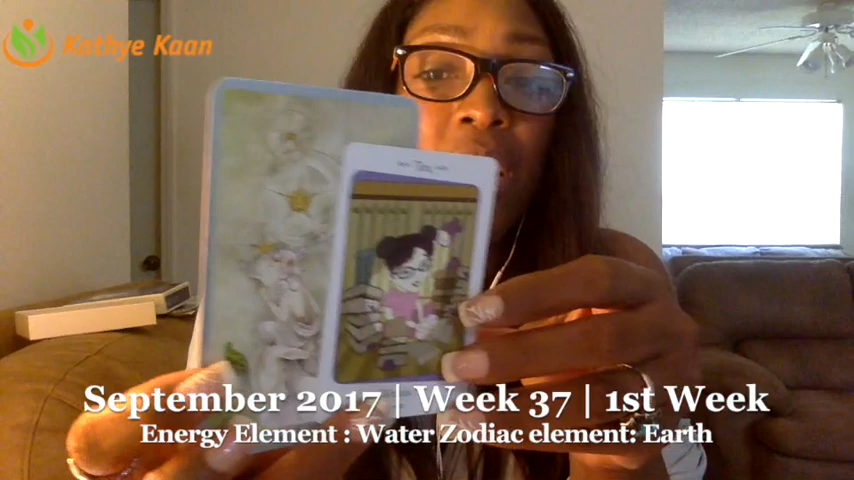 Kathye Kaan
September 2017 | Week 37 | 1st Week
Energy Element : Water Zodiac element: Earth